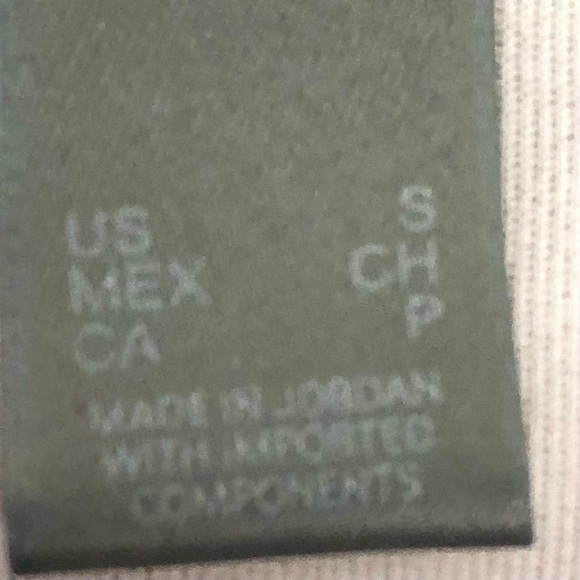 US S
MEX CH
CA P
MADE IN JORDAN
WITH IMPORTED
COMPONENTS